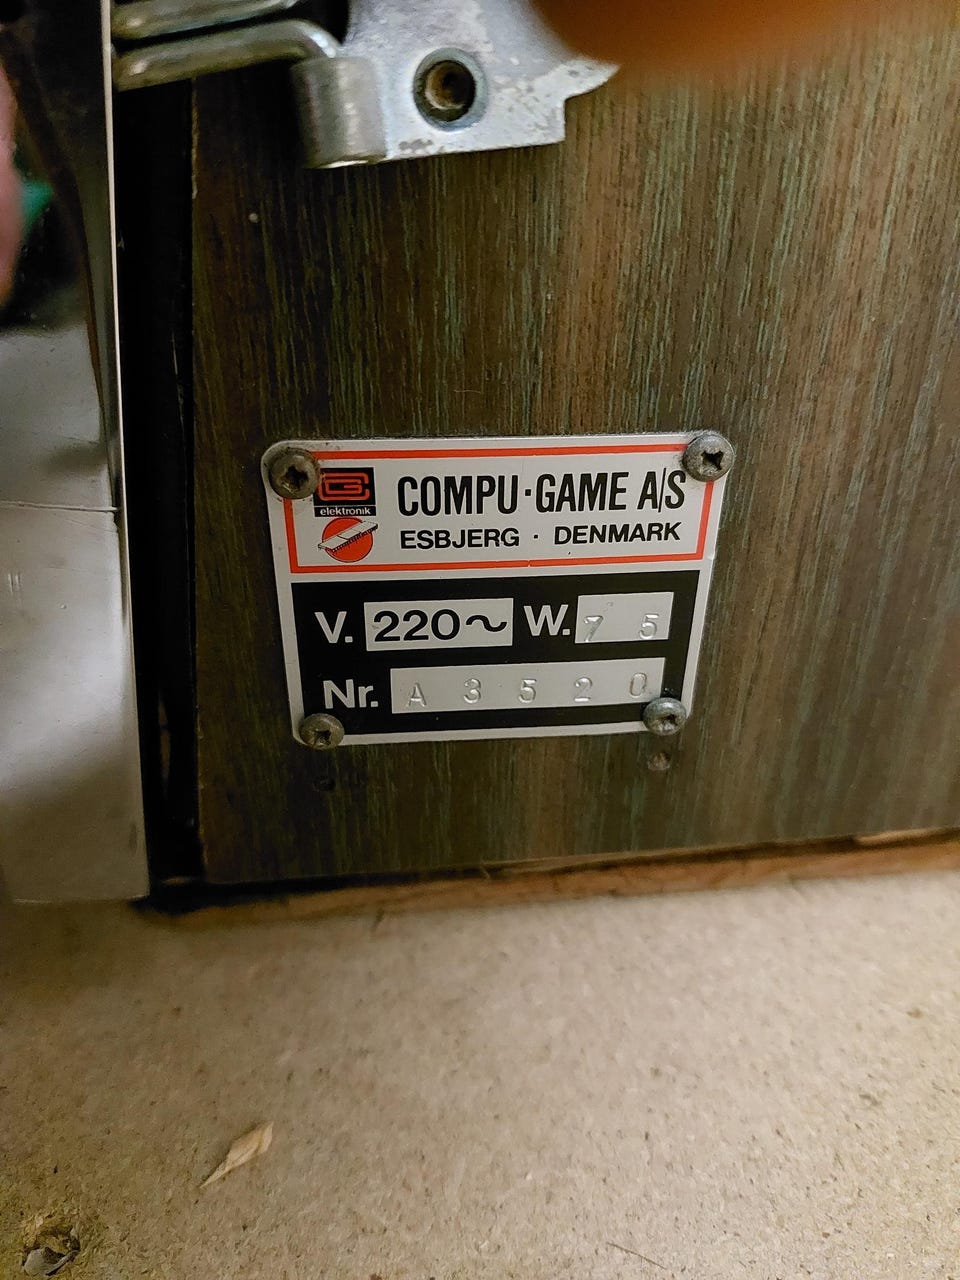 COMPU·GAME A/S
elektronik
ESBJERG · DENMARK
V. 220~ W. 75
Nr. A3520